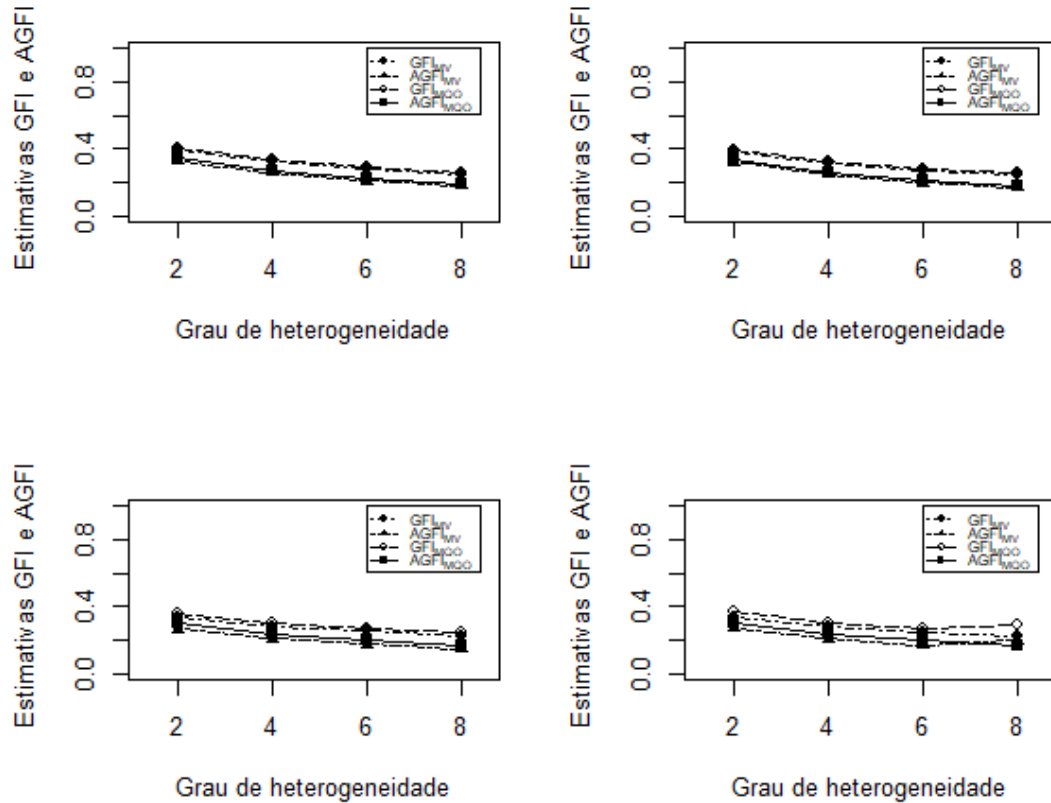 Estimativas GFI e AGFI
0.0 0.4 0.8
GFI_MV
AGFI_MV
GFI_MQO
AGFI_MQO
2 4 6 8
Grau de heterogeneidade
Estimativas GFI e AGFI
0.0 0.4 0.8
GFI_MV
AGFI_MV
GFI_MQO
AGFI_MQO
2 4 6 8
Grau de heterogeneidade
Estimativas GFI e AGFI
0.0 0.4 0.8
GFI_MV
AGFI_MV
GFI_MQO
AGFI_MQO
2 4 6 8
Grau de heterogeneidade
Estimativas GFI e AGFI
0.0 0.4 0.8
GFI_MV
AGFI_MV
GFI_MQO
AGFI_MQO
2 4 6 8
Grau de heterogeneidade